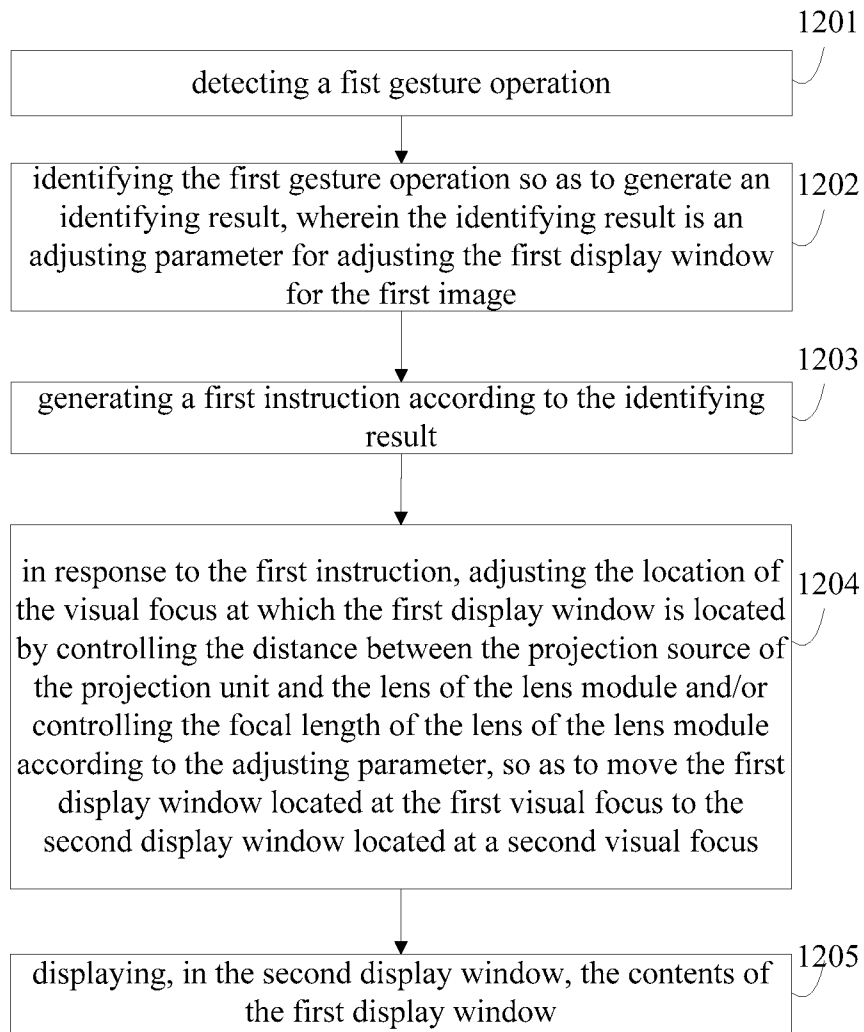 1201
detecting a fist gesture operation
identifying the first gesture operation so as to generate an
identifying result, wherein the identifying result is an
adjusting parameter for adjusting the first display window
for the first image
1202
1203
generating a first instruction according to the identifying
result
in response to the first instruction, adjusting the location of
the visual focus at which the first display window is located
by controlling the distance between the projection source of
the projection unit and the lens of the lens module and/or
controlling the focal length of the lens of the lens module
according to the adjusting parameter, so as to move the first
display window located at the first visual focus to the
second display window located at a second visual focus
1204
1205
displaying, in the second display window, the contents of
the first display window